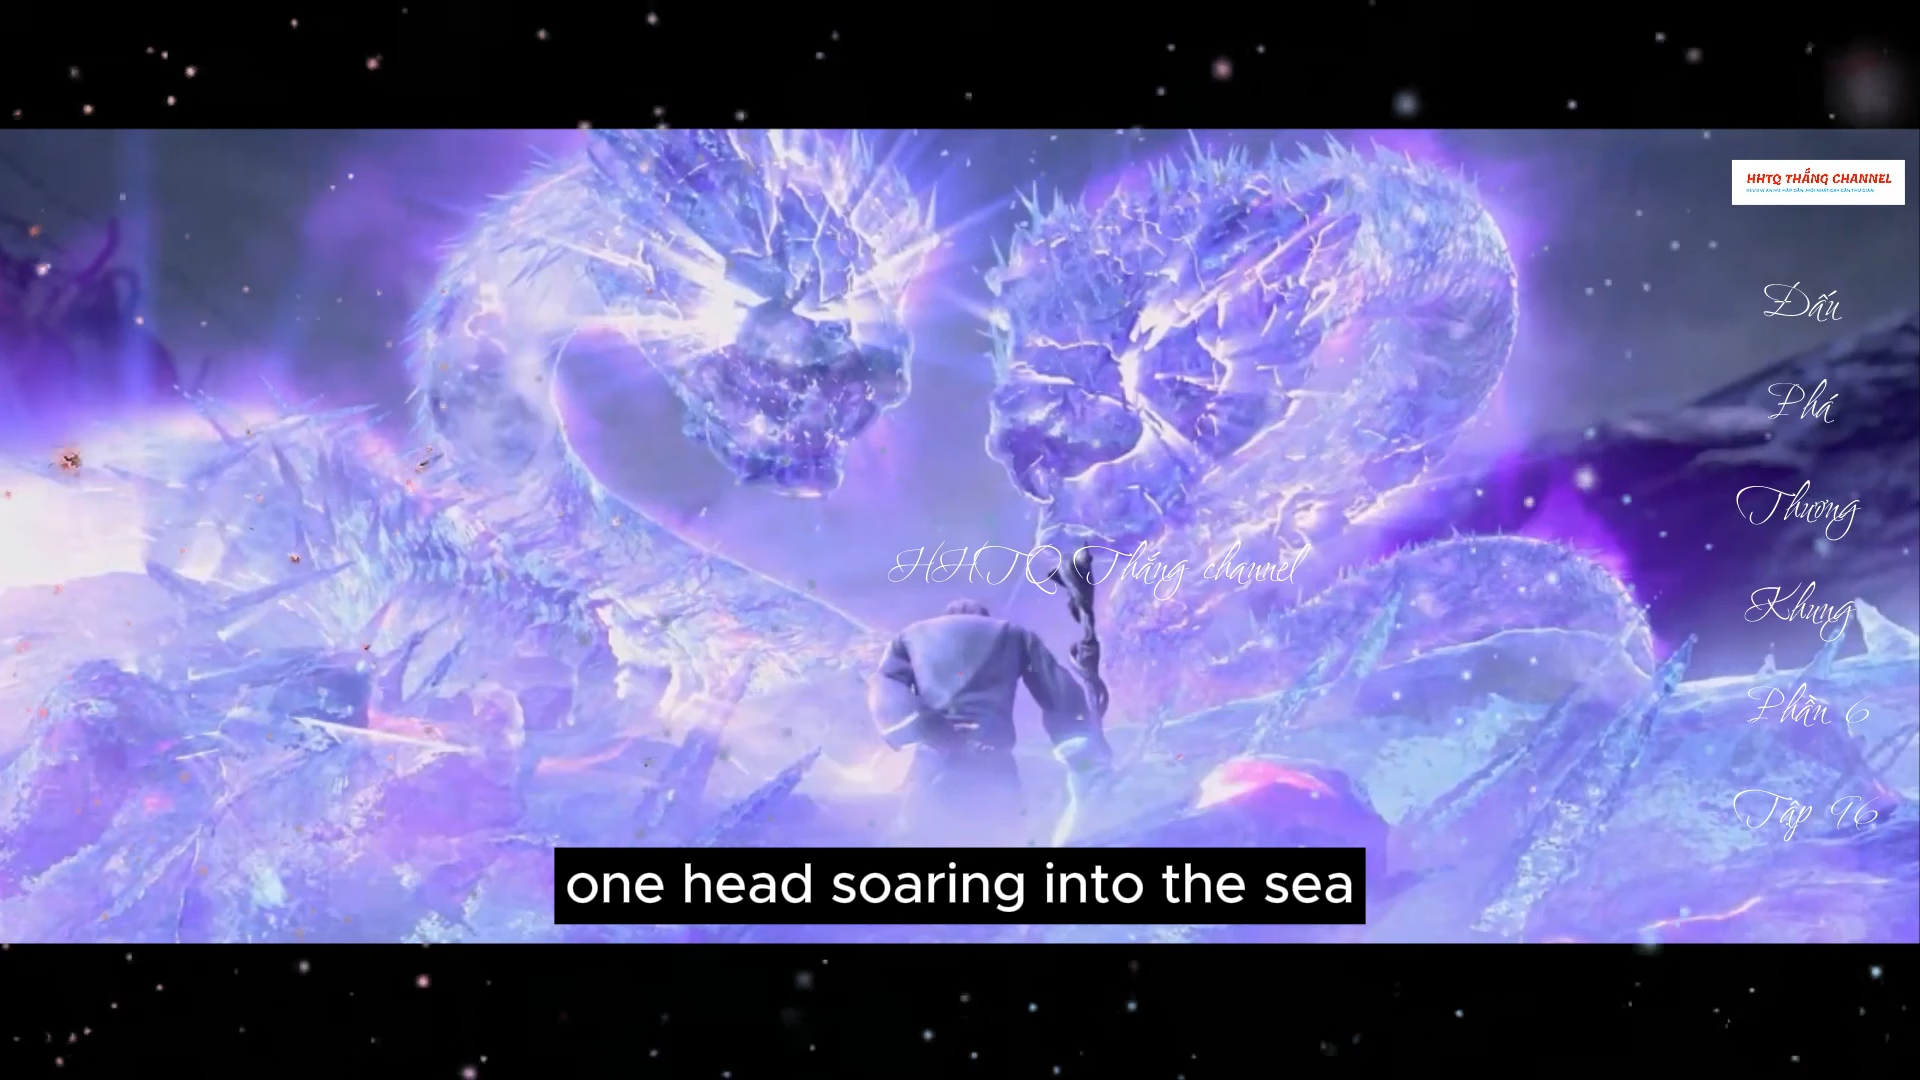 HHTQ THẮNG CHANNEL
Đấu
Phá
Thương
Khung
Phần 6
Tập 96
HHTQ Thắng channel
one head soaring into the sea